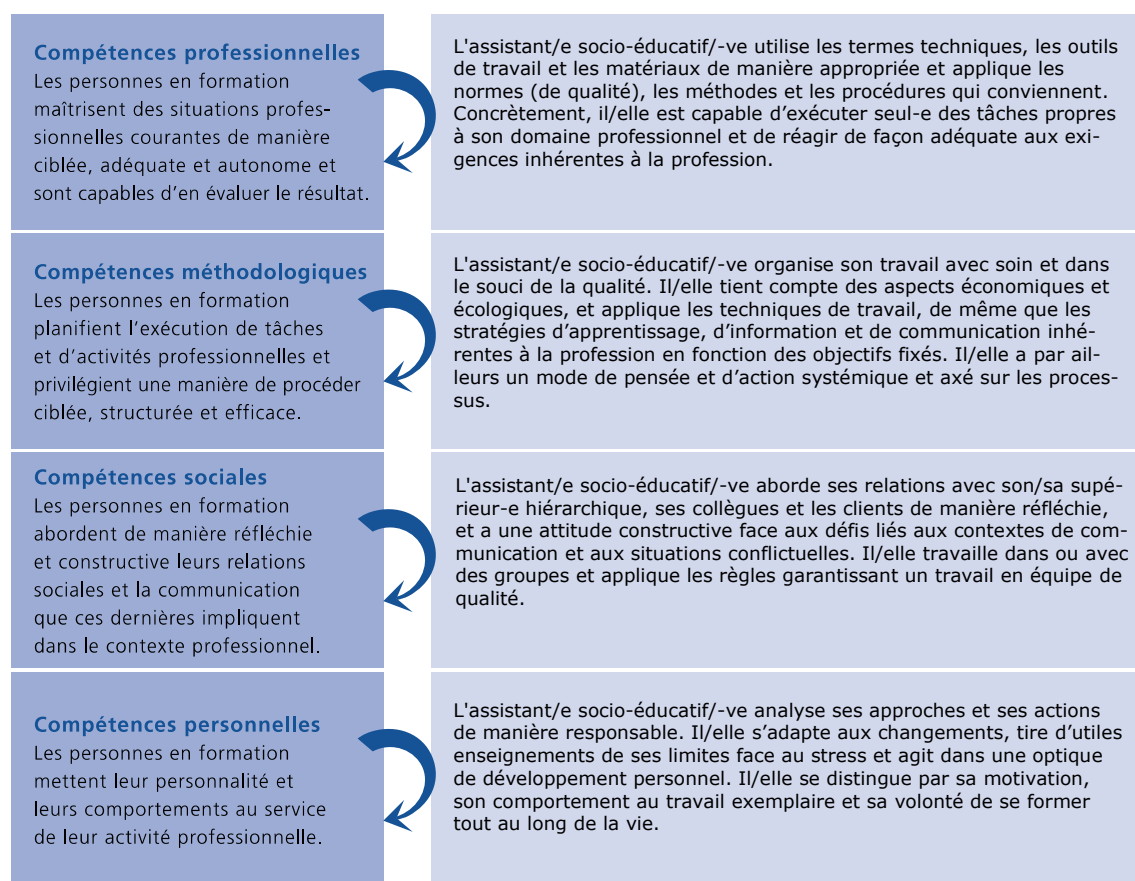 Compétences professionnelles
Les personnes en formation
maîtrisent des situations profes-
sionnelles courantes de manière
ciblée, adéquate et autonome et
sont capables d'en évaluer le résultat.
L'assistant/e socio-éducatif/-ve utilise les termes techniques, les outils
de travail et les matériaux de manière appropriée et applique les
normes (de qualité), les méthodes et les procédures qui conviennent.
Concrètement, il/elle est capable d’exécuter seul-e des tâches propres
à son domaine professionnel et de réagir de façon adéquate aux exi-
gences inhérentes à la profession.
Compétences méthodologiques
Les personnes en formation
planifient l’exécution de tâches
et d’activités professionnelles et
privilégient une manière de procéder
ciblée, structurée et efficace.
L'assistant/e socio-éducatif/-ve organise son travail avec soin et dans
le souci de la qualité. Il/elle tient compte des aspects économiques et
écologiques, et applique les techniques de travail, de même que les
stratégies d’apprentissage, d’information et de communication inhé-
rentes à la profession en fonction des objectifs fixés. Il/elle a par ail-
leurs un mode de pensée et d’action systémique et axé sur les proces-
sus.
Compétences sociales
Les personnes en formation
abordent de manière réfléchie
et constructive leurs relations
sociales et la communication
que ces dernières impliquent
dans le contexte professionnel.
L'assistant/e socio-éducatif/-ve aborde ses relations avec son/sa supé-
rieur-e hiérarchique, ses collègues et les clients de manière réfléchie,
et a une attitude constructive face aux défis liés aux contextes de com-
munication et aux situations conflictuelles. Il/elle travaille dans ou avec
des groupes et applique les règles garantissant un travail en équipe de
qualité.
Compétences personnelles
Les personnes en formation
mettent leur personnalité et
leurs comportements au service
de leur activité professionnelle.
L'assistant/e socio-éducatif/-ve analyse ses approches et ses actions
de manière responsable. Il/elle s’adapte aux changements, tire d’utiles
enseignements de ses limites face au stress et agit dans une optique
de développement personnel. Il/elle se distingue par sa motivation,
son comportement au travail exemplaire et sa volonté de se former
tout au long de la vie.